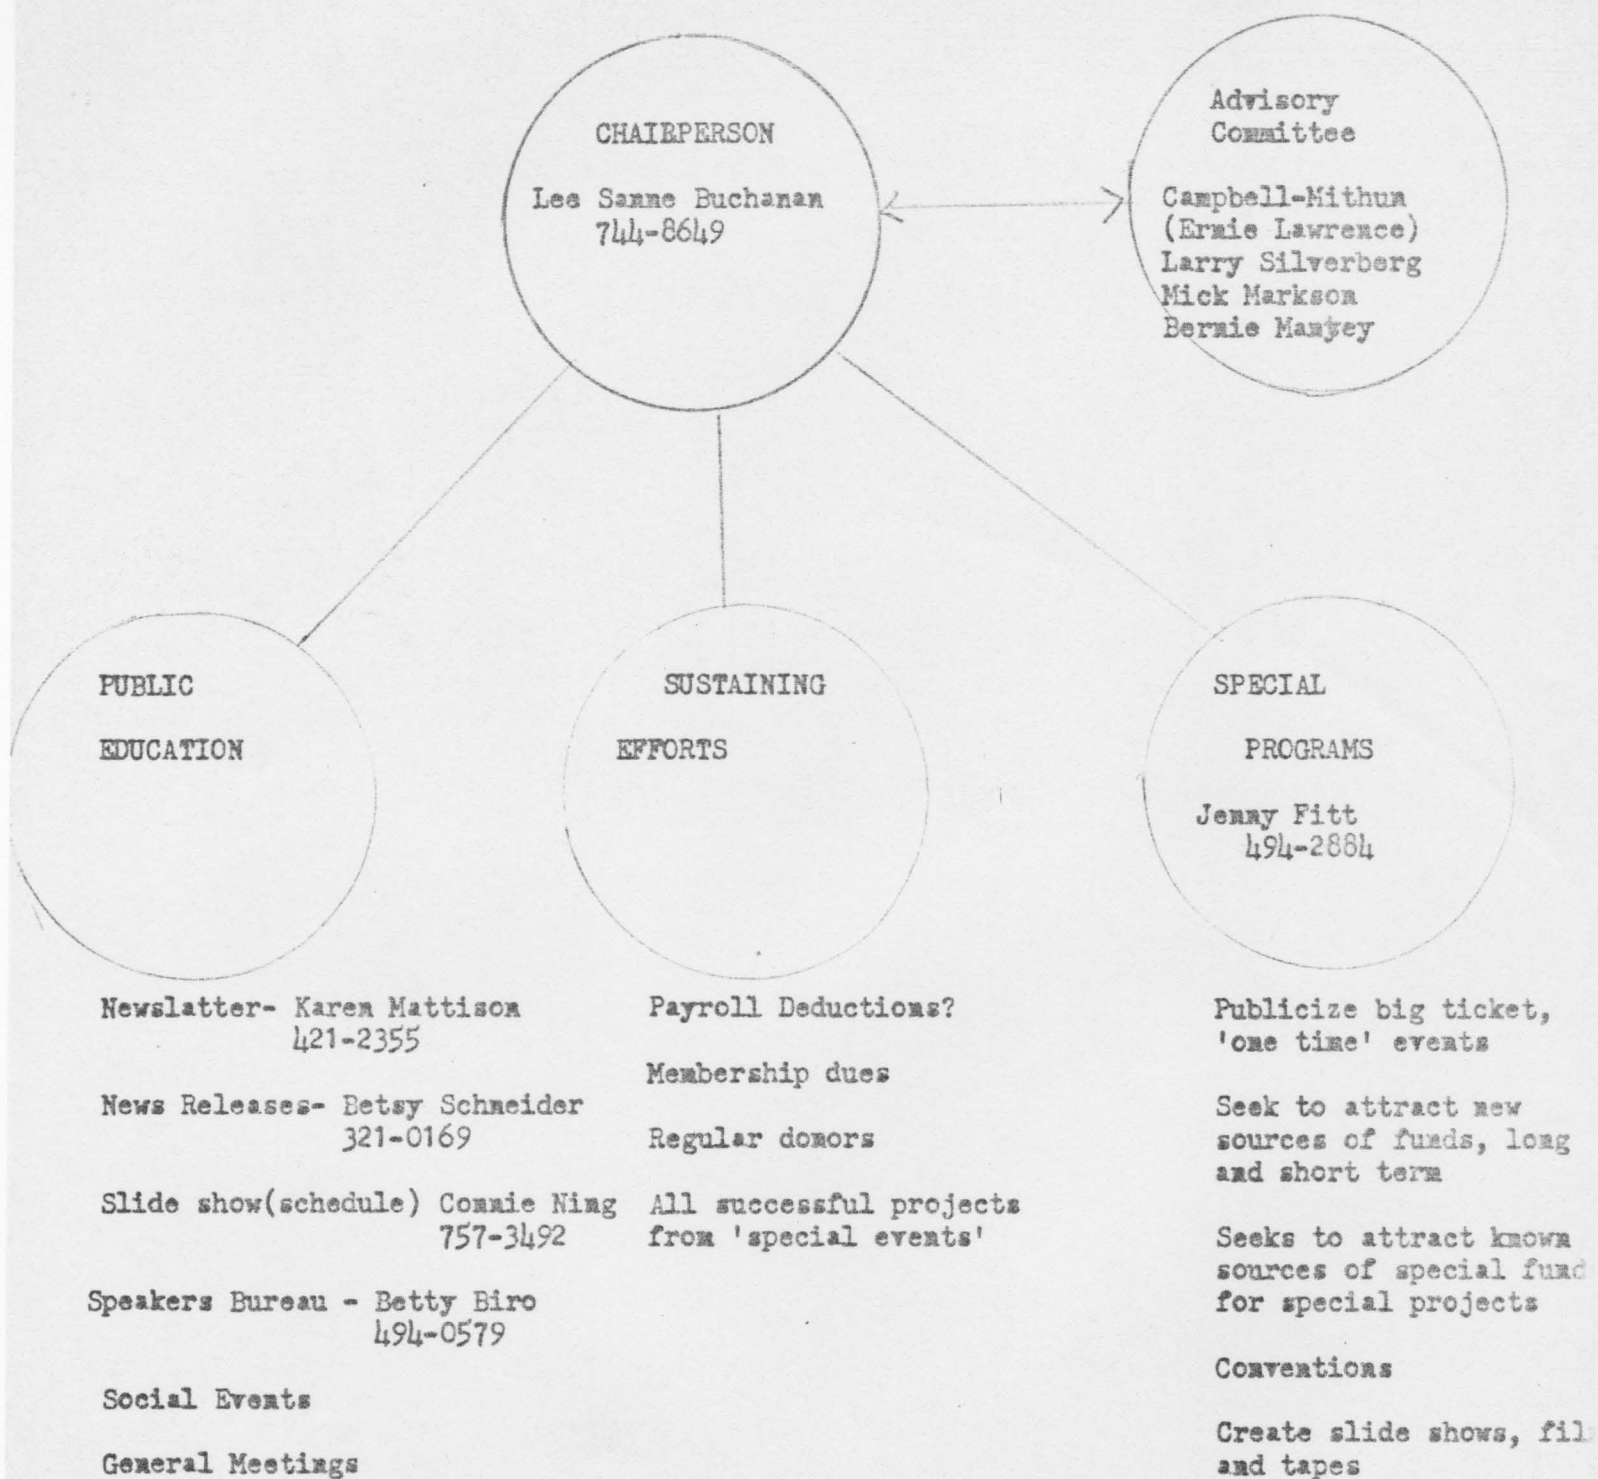 CHAIRPERSON
Lee Sanne Buchanan
744-8649
Advisory
Committee
Campbell-Mithun
(Ernie Lawrence)
Larry Silverberg
Mick Markson
Bernie
PUBLIC
EDUCATION
SUSTAINING
EFFORTS
SPECIAL
PROGRAMS
Jenny Fitt
494-2884
Newslatter- Karen Mattison
421-2355
News Releases- Betsy Schneider
321-0169
Slide show(schedule) Connie Ning
757-3492
Speakers Bureau - Betty Biro
494-0579
Social Events
General Meetings
Payroll Deductions?
Membership dues
Regular donors
All successful projects
from 'special events'
Publicize big ticket,
'one time' events
Seek to attract new
sources of funds, long
and short term
Seeks to attract known
sources of special fund
for special projects
Conventions
Create slide shows, fil
and tapes